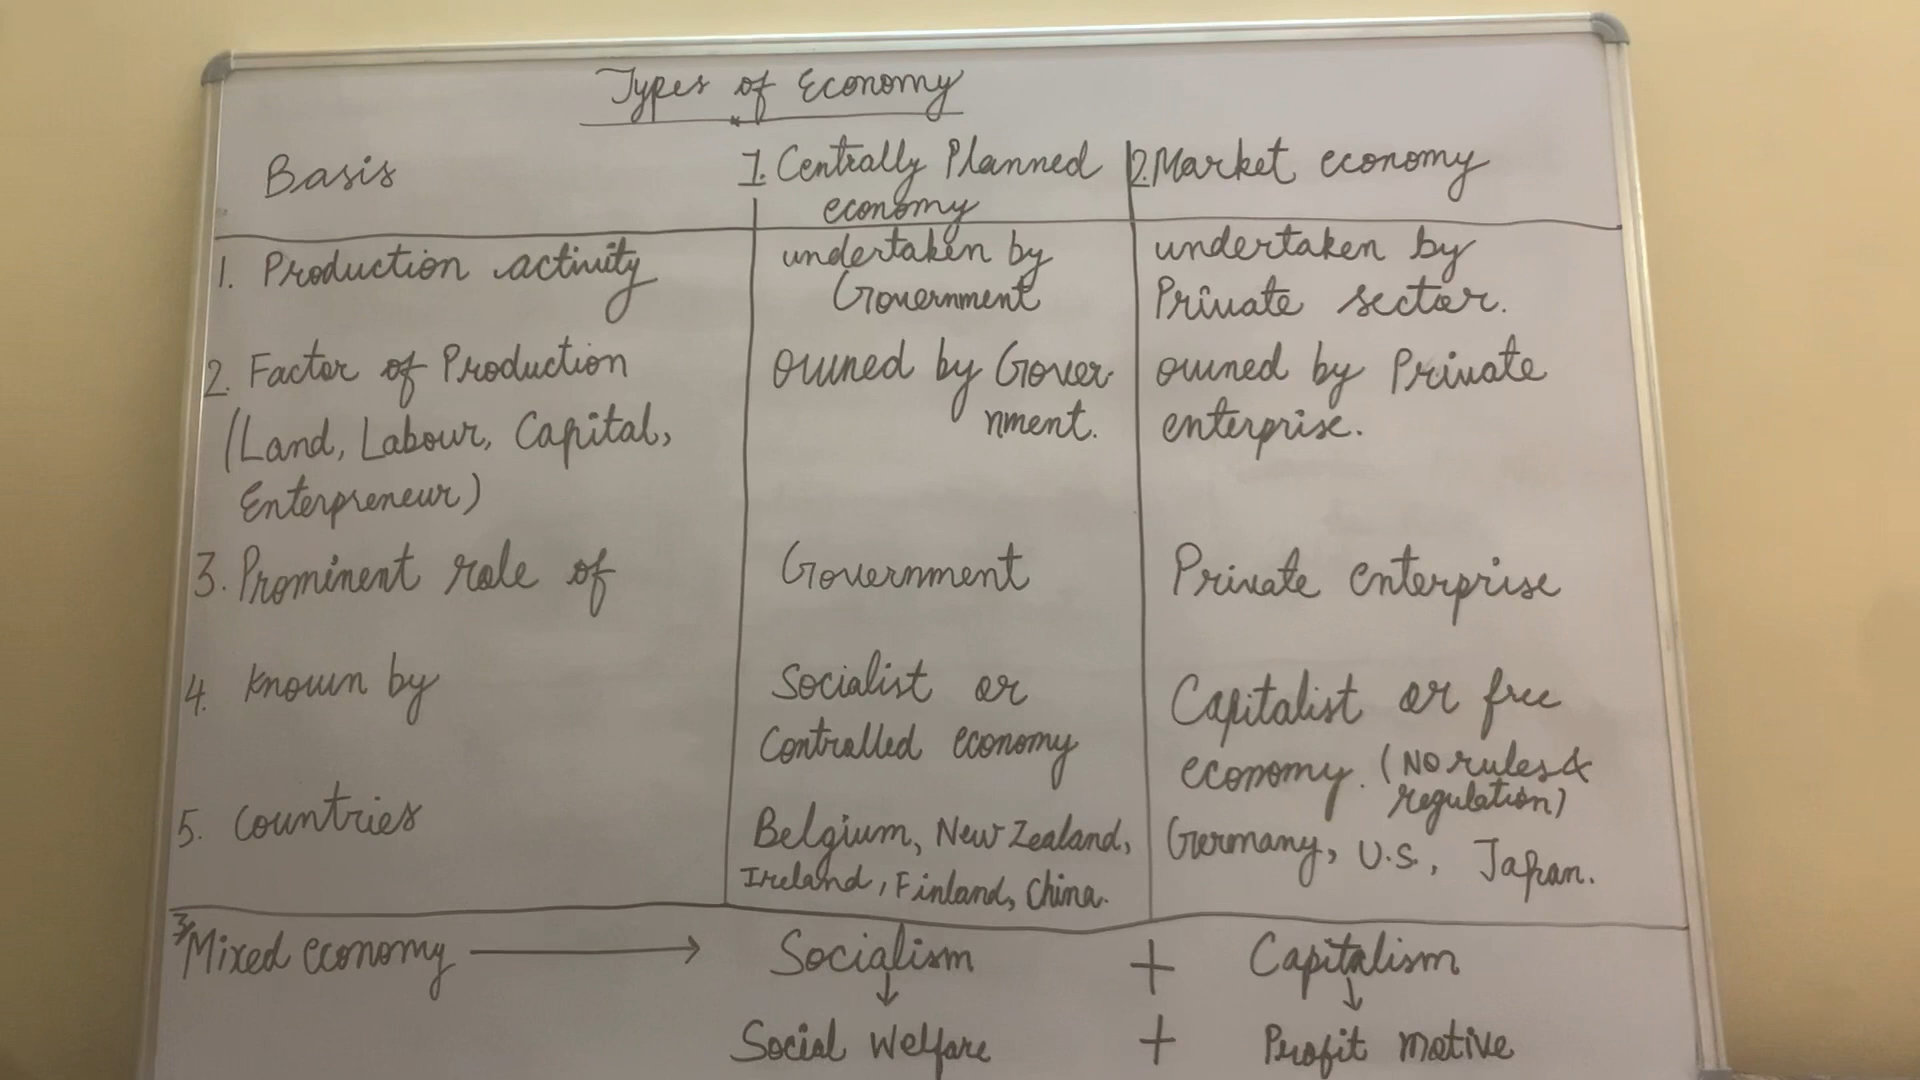 Types of Economy
Basis
1. Centrally Planned
economy
2. Market economy
1. Production activity
undertaken by
Government
undertaken by
Private sector.
2. Factor of Production
(Land, Labour, Capital,
Enterpreneur)
owned by Gover
nment.
owned by Private
enterprise.
3. Prominent role of
Government
Private enterprise
4. Known by
Socialist or
Controlled economy
Capitalist or free
economy. (No rules &
regulation)
5. Countries
Belgium, New Zealand,
Ireland, Finland, China.
Germany, U.S., Japan.
3. Mixed economy → Socialism + Capitalism
↓ ↓
Social Welfare + Profit motive